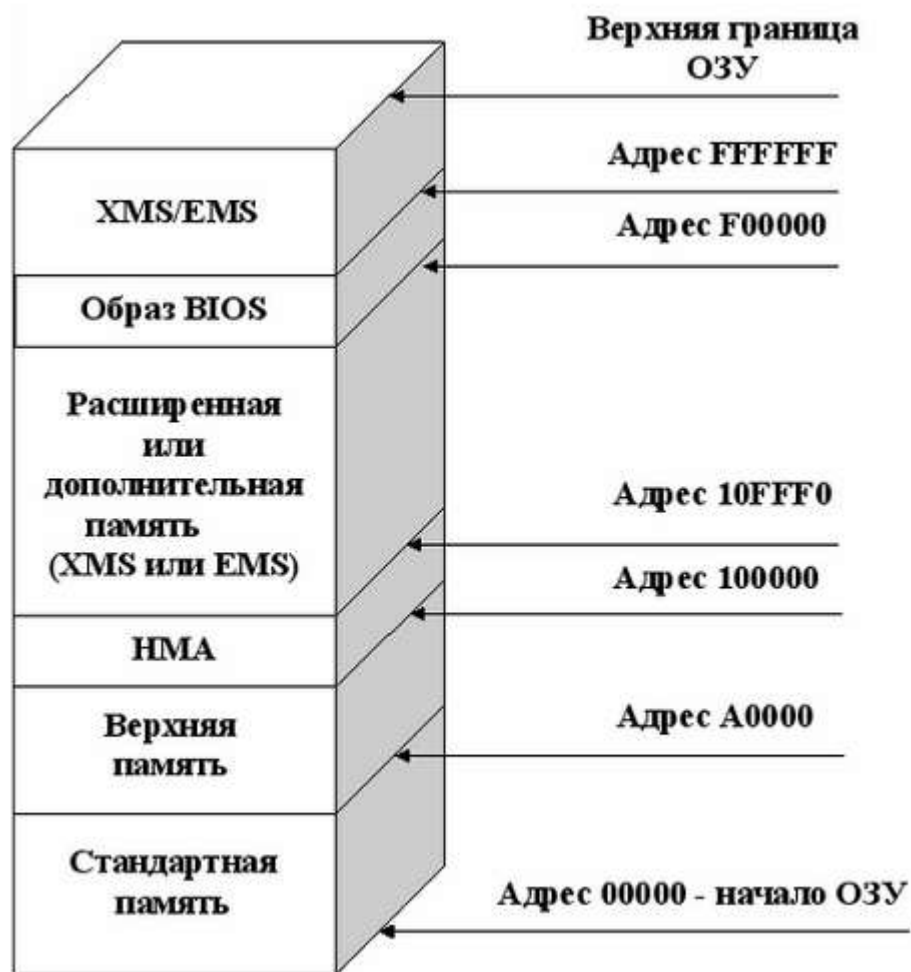 Верхняя граница
ОЗУ
Адрес FFFFFF
XMS/EMS
Адрес F00000
Образ BIOS
Расширенная
или
дополнительная
память
(XMS или EMS)
Адрес 10FFF0
Адрес 100000
HMA
Адрес A0000
Верхняя
память
Стандартная
память
Адрес 00000 - начало ОЗУ